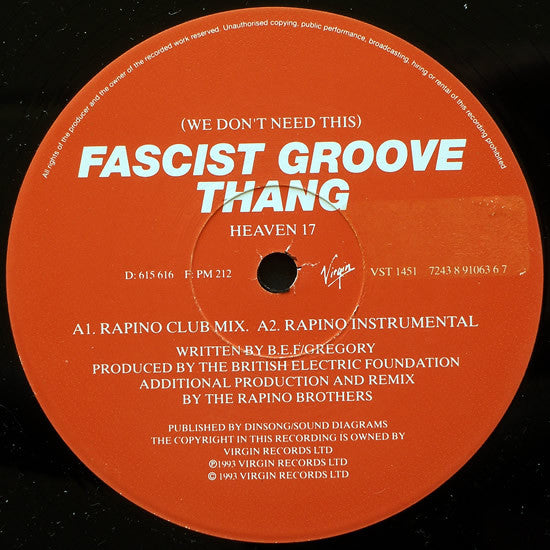 All rights of the producer and the owner of the recorded work reserved. Unauthorised copying, public performance, broadcasting, hiring or rental of this recording prohibited
(WE DON'T NEED THIS)
FASCIST GROOVE
THANG
HEAVEN 17
D: 615 616 F: PM 212
Virgin
VST 1451 7243 8 91063 6 7
A1. RAPINO CLUB MIX. A2. RAPINO INSTRUMENTAL
WRITTEN BY B.E.F/GREGORY
PRODUCED BY THE BRITISH ELECTRIC FOUNDATION
ADDITIONAL PRODUCTION AND REMIX
BY THE RAPINO BROTHERS
PUBLISHED BY DINSONG/SOUND DIAGRAMS
THE COPYRIGHT IN THIS RECORDING IS OWNED BY
VIRGIN RECORDS LTD
℗1993 VIRGIN RECORDS LTD
© 1993 VIRGIN RECORDS LTD